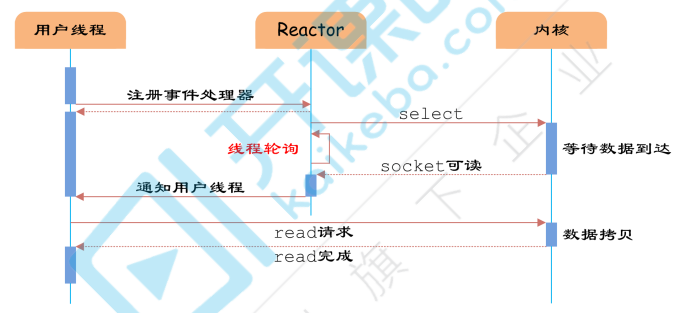 用户线程
Reactor
内核
注册事件处理器
select
线程轮询
等待数据到达
socket可读
通知用户线程
read请求
数据拷贝
read完成
开课吧
kaikeba.com
旗下企业